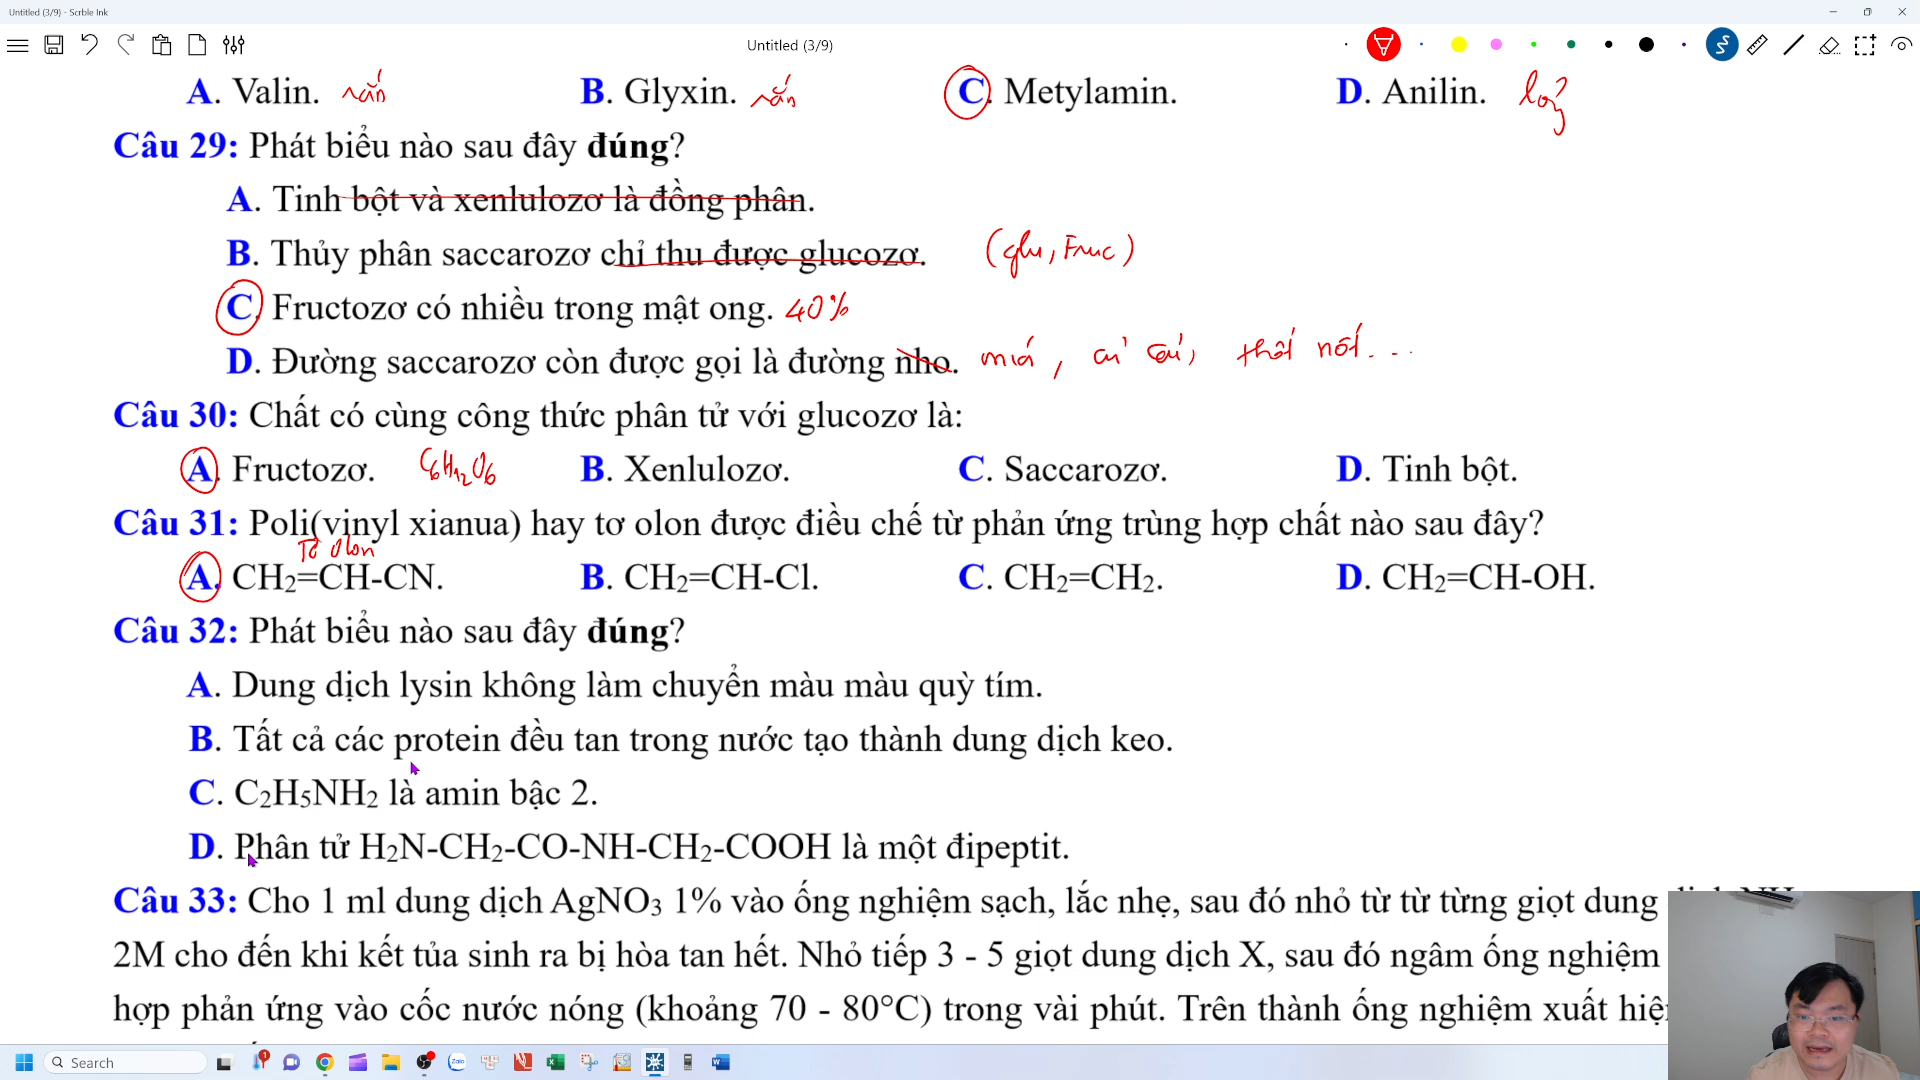 Untitled (3/9) - Scrble Ink
Untitled (3/9)
A. Valin. rắn B. Glyxin. rắn C. Metylamin. D. Anilin. lỏng
Câu 29: Phát biểu nào sau đây đúng?
A. Tinh bột và xenlulozơ là đồng phân.
B. Thủy phân saccarozơ chỉ thu được glucozơ. (glu, Fruc)
C. Fructozơ có nhiều trong mật ong. 40%
D. Đường saccarozơ còn được gọi là đường nho. mía, củ cải, thốt nốt...
Câu 30: Chất có cùng công thức phân tử với glucozơ là:
A. Fructozơ. C6H12O6 B. Xenlulozơ. C. Saccarozơ. D. Tinh bột.
Câu 31: Poli(vinyl xianua) hay tơ olon được điều chế từ phản ứng trùng hợp chất nào sau đây?
Tơ olon
A. CH2=CH-CN. B. CH2=CH-Cl. C. CH2=CH2. D. CH2=CH-OH.
Câu 32: Phát biểu nào sau đây đúng?
A. Dung dịch lysin không làm chuyển màu màu quỳ tím.
B. Tất cả các protein đều tan trong nước tạo thành dung dịch keo.
C. C2H5NH2 là amin bậc 2.
D. Phân tử H2N-CH2-CO-NH-CH2-COOH là một đipeptit.
Câu 33: Cho 1 ml dung dịch AgNO3 1% vào ống nghiệm sạch, lắc nhẹ, sau đó nhỏ từ từ từng giọt dung
2M cho đến khi kết tủa sinh ra bị hòa tan hết. Nhỏ tiếp 3 - 5 giọt dung dịch X, sau đó ngâm ống nghiệm
hợp phản ứng vào cốc nước nóng (khoảng 70 - 80°C) trong vài phút. Trên thành ống nghiệm xuất
Search